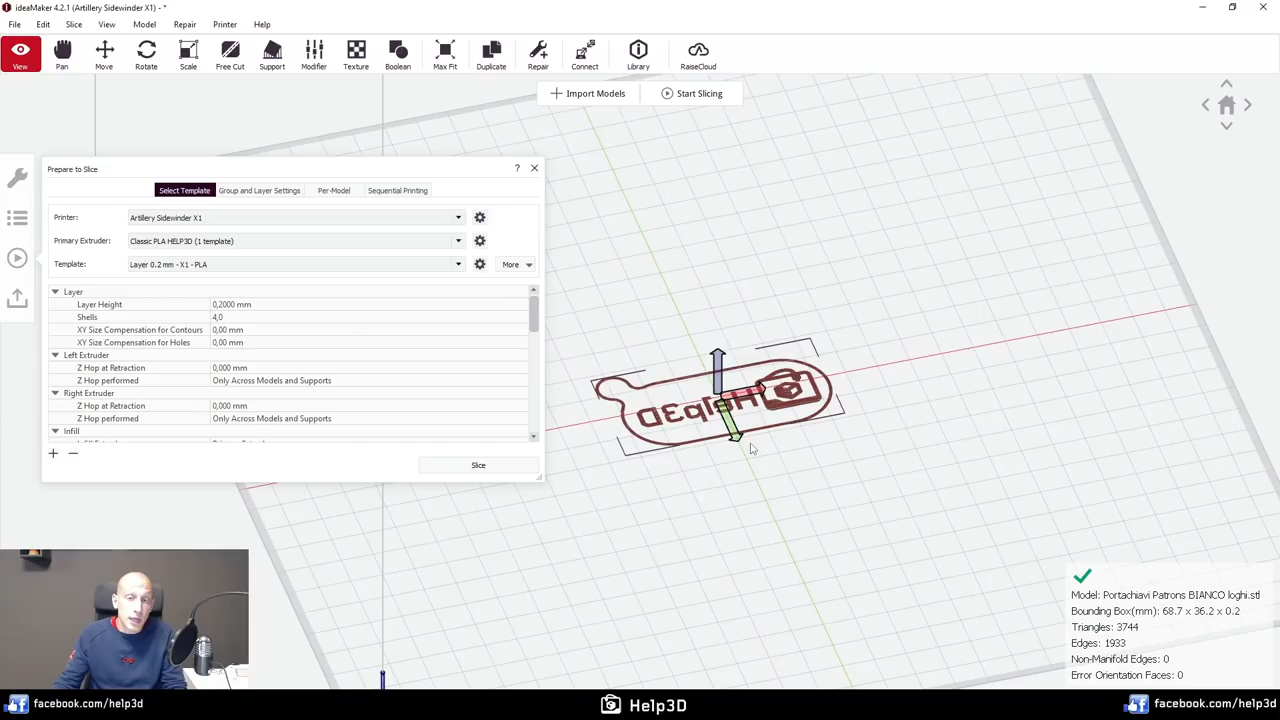 ideaMaker 4.2.1 (Artillery Sidewinder X1) - *
File Edit Slice View Model Repair Printer Help
View Pan Move Rotate Scale Free Cut Support Modifier Texture Boolean Max Fit Duplicate Repair Connect Library RaiseCloud
Import Models Start Slicing
Prepare to Slice ?
Select Template Group and Layer Settings Per-Model Sequential Printing
Printer: Artillery Sidewinder X1
Primary Extruder: Classic PLA HELP3D (1 template)
Template: Layer 0.2 mm - X1 - PLA More
Layer
Layer Height 0,2000 mm
Shells 4,0
XY Size Compensation for Contours 0,00 mm
XY Size Compensation for Holes 0,00 mm
Left Extruder
Z Hop at Retraction 0,000 mm
Z Hop performed Only Across Models and Supports
Right Extruder
Z Hop at Retraction 0,000 mm
Z Hop performed Only Across Models and Supports
Infill
Slice
Help3D
Model: Portachiavi Patrons BIANCO loghi.stl
Bounding Box(mm): 68.7 x 36.2 x 0.2
Triangles: 3744
Edges: 1933
Non-Manifold Edges: 0
Error Orientation Faces: 0
facebook.com/help3d
Help3D
facebook.com/help3d